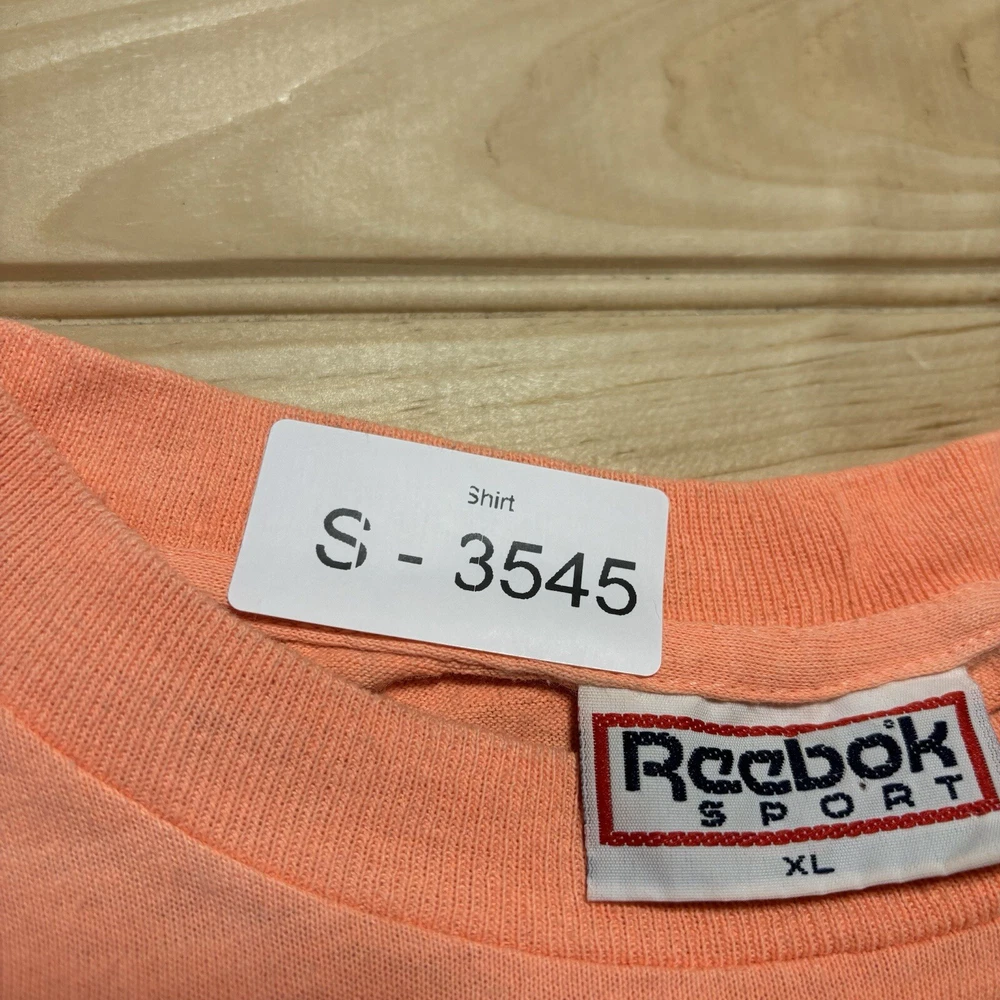 Shirt
S - 3545
Reebok
SPORT
XL